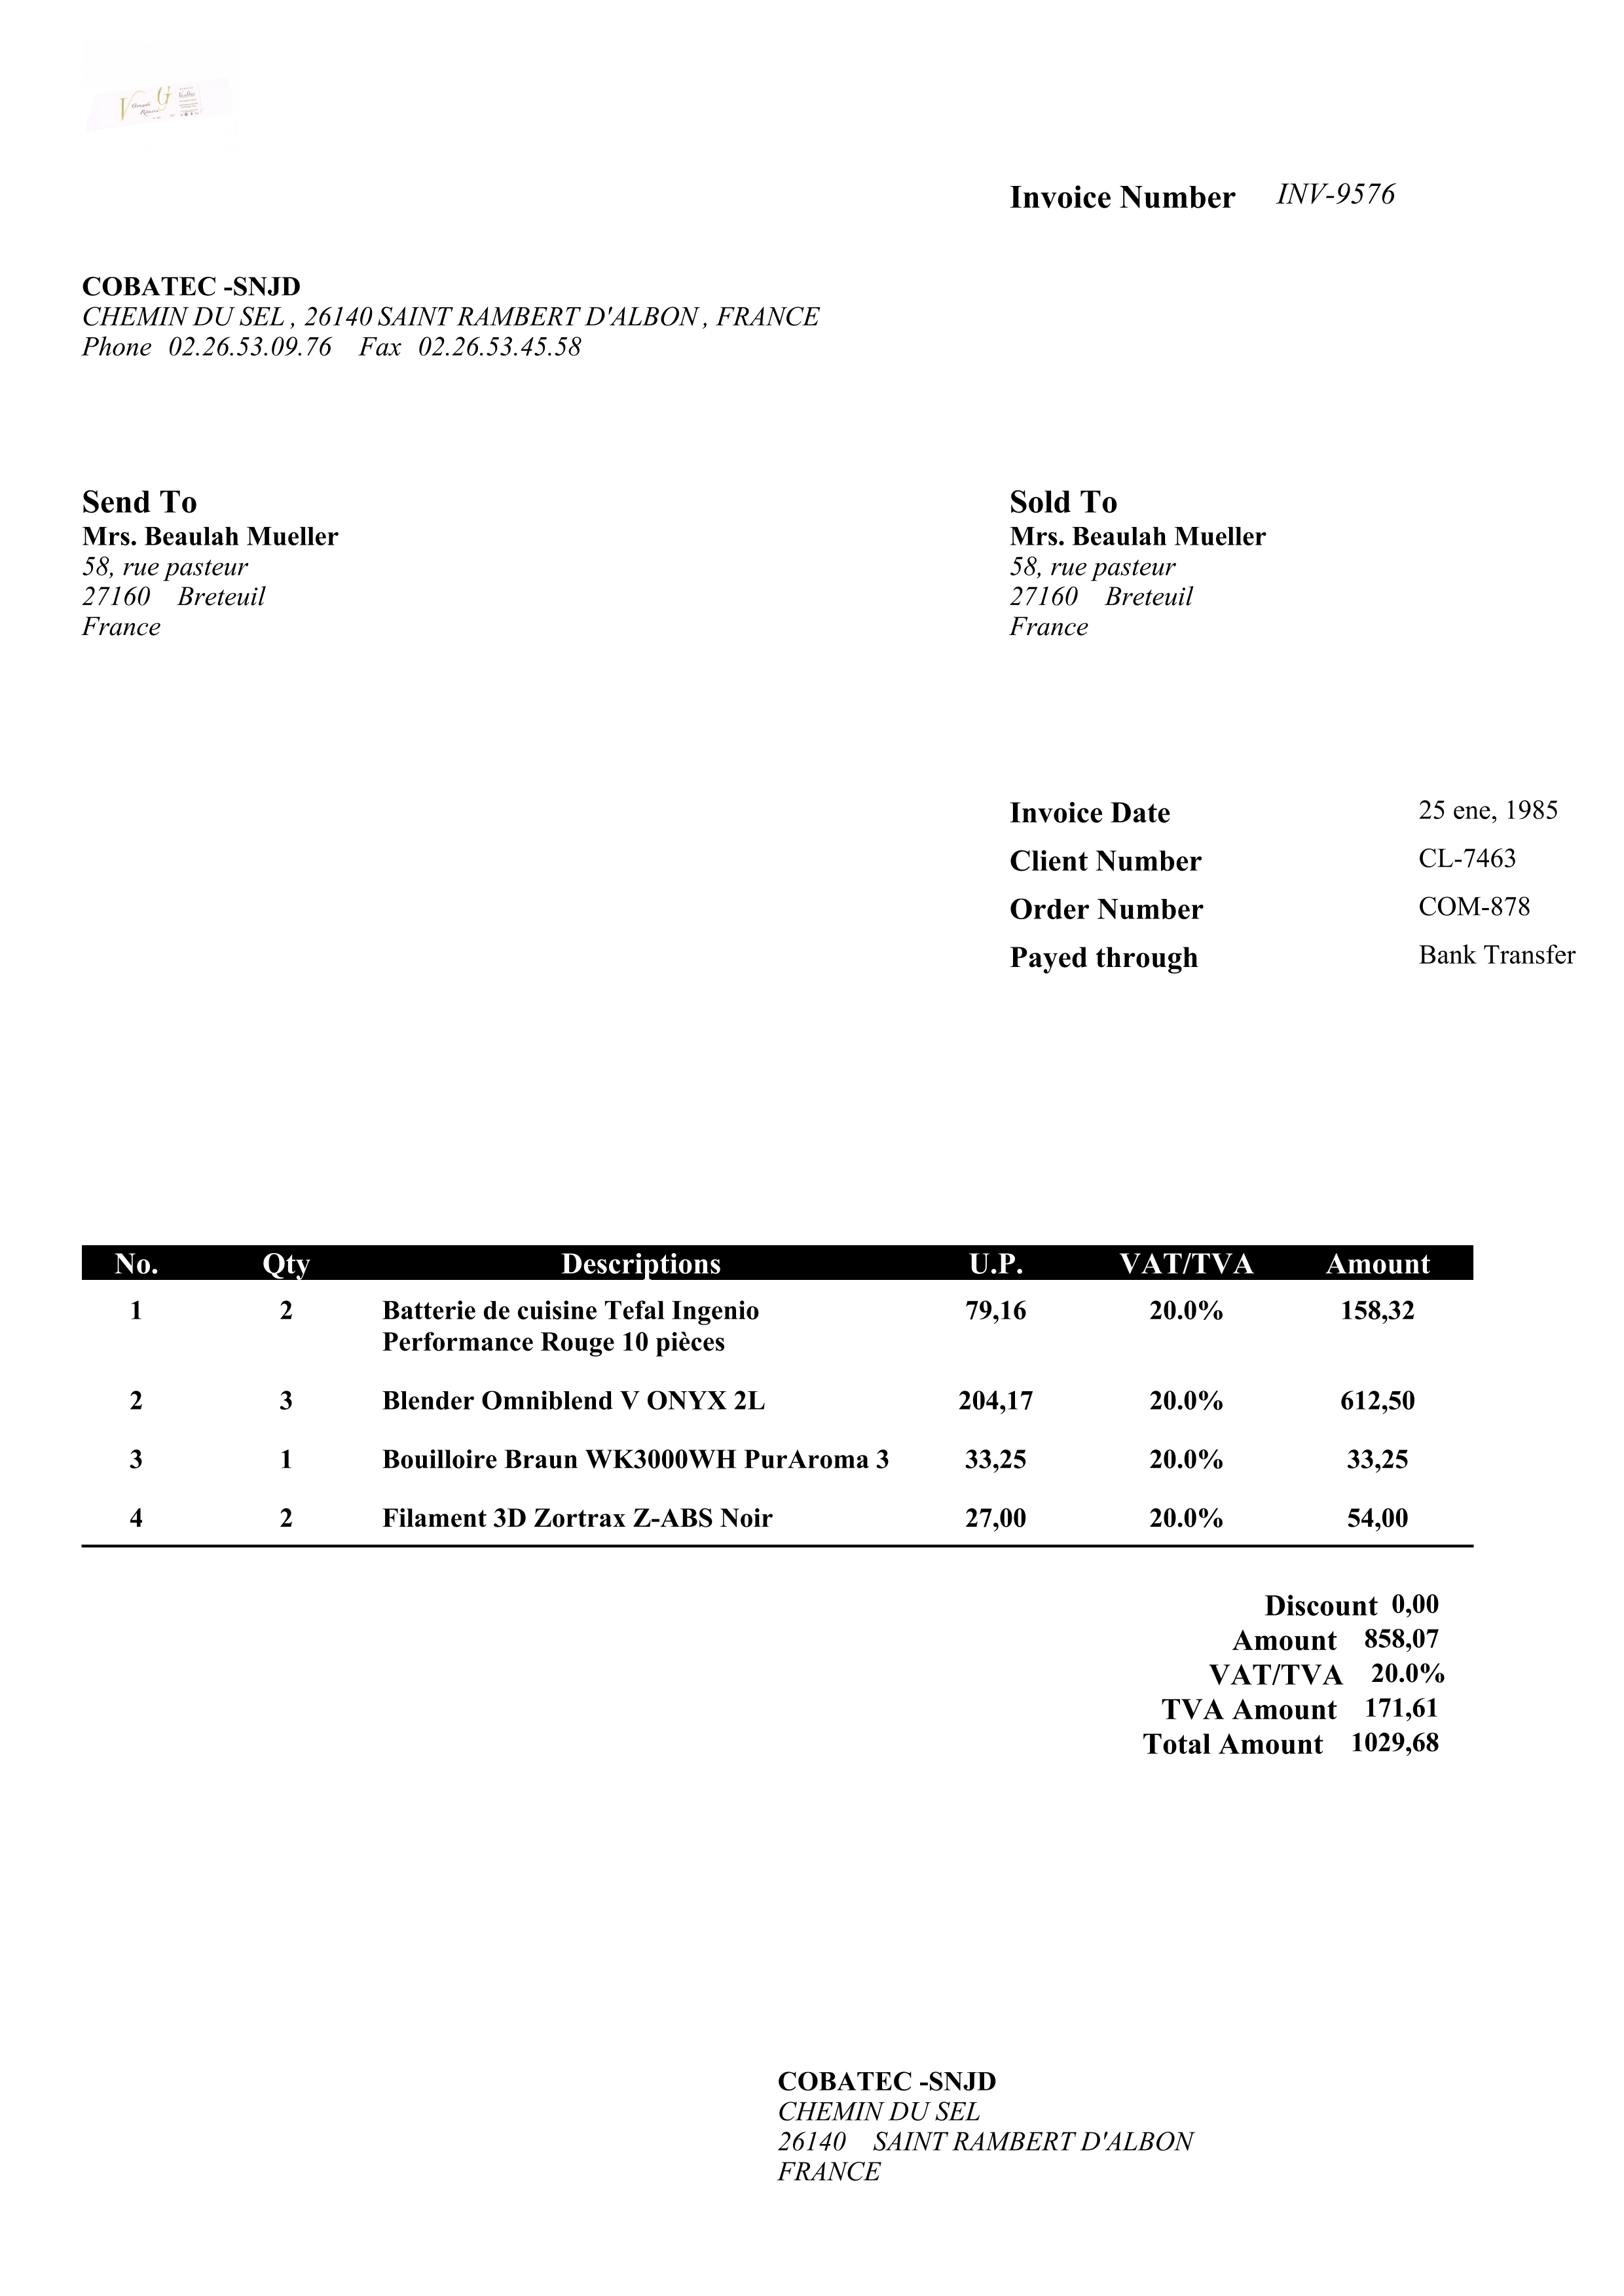 V G
Invoice Number INV-9576
COBATEC -SNJD
CHEMIN DU SEL , 26140 SAINT RAMBERT D'ALBON , FRANCE
Phone 02.26.53.09.76 Fax 02.26.53.45.58
Send To
Mrs. Beaulah Mueller
58, rue pasteur
27160 Breteuil
France
Sold To
Mrs. Beaulah Mueller
58, rue pasteur
27160 Breteuil
France
Invoice Date 25 ene, 1985
Client Number CL-7463
Order Number COM-878
Payed through Bank Transfer
No. Qty Descriptions U.P. VAT/TVA Amount
1 2 Batterie de cuisine Tefal Ingenio 79,16 20.0% 158,32
Performance Rouge 10 pièces
2 3 Blender Omniblend V ONYX 2L 204,17 20.0% 612,50
3 1 Bouilloire Braun WK3000WH PurAroma 3 33,25 20.0% 33,25
4 2 Filament 3D Zortrax Z-ABS Noir 27,00 20.0% 54,00
Discount 0,00
Amount 858,07
VAT/TVA 20.0%
TVA Amount 171,61
Total Amount 1029,68
COBATEC -SNJD
CHEMIN DU SEL
26140 SAINT RAMBERT D'ALBON
FRANCE